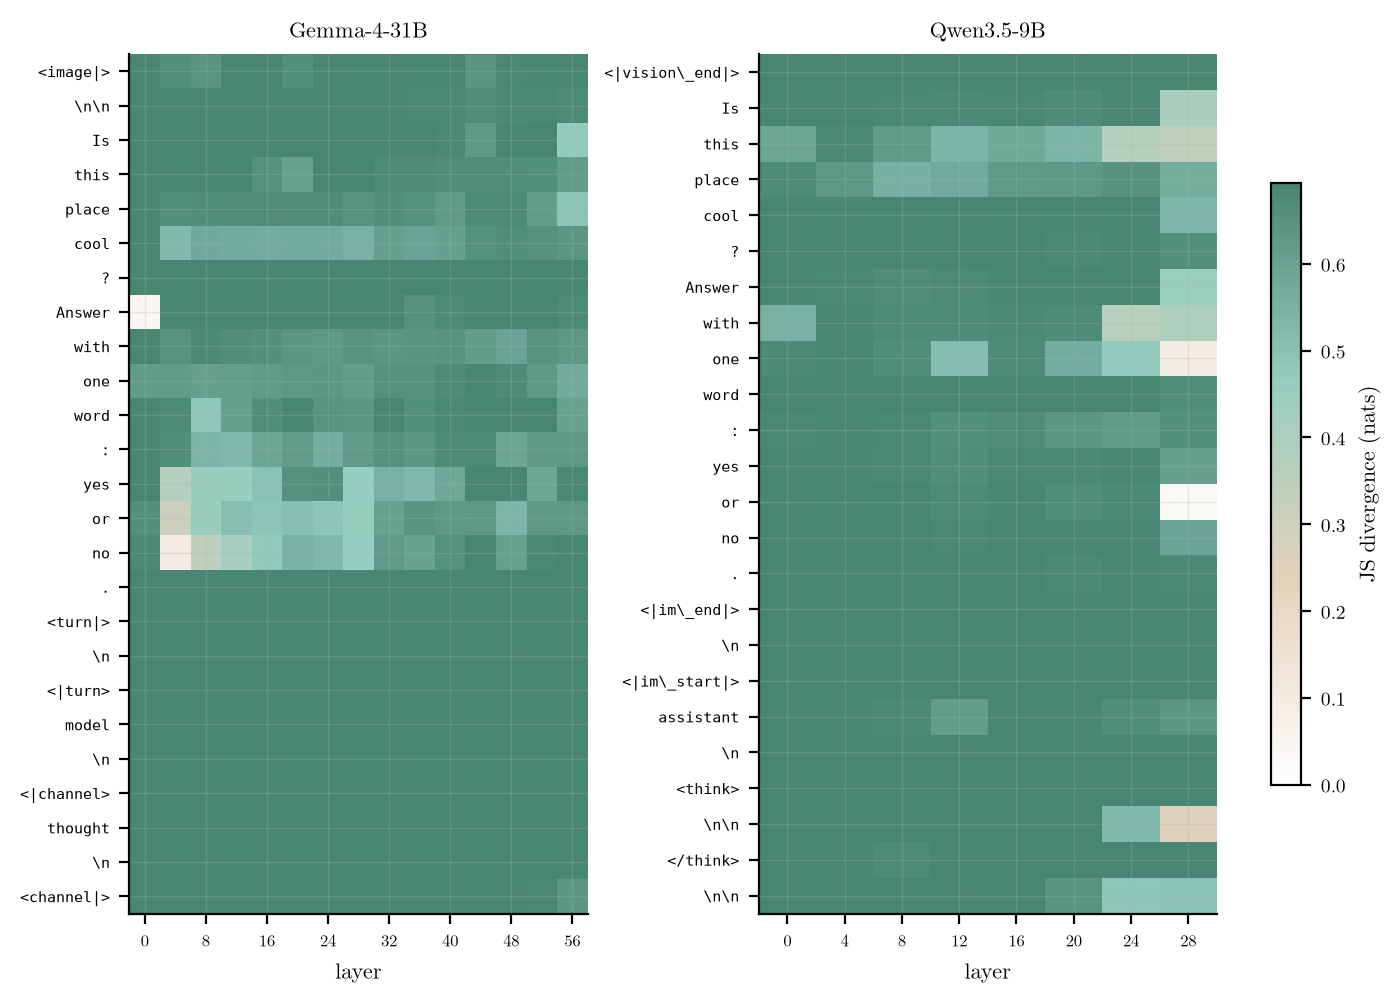 Gemma-4-31B
<image|>
\n\n
Is
this
place
cool
?
Answer
with
one
word
:
yes
or
no
.
<turn|>
\n
<|turn>
model
\n
<|channel>
thought
\n
<channel|>
0 8 16 24 32 40 48 56
layer
Qwen3.5-9B
<|vision\_end|>
Is
this
place
cool
?
Answer
with
one
word
:
yes
or
no
.
<|im\_end|>
\n
<|im\_start|>
assistant
\n
<think>
\n\n
</think>
\n\n
0 4 8 12 16 20 24 28
layer
0.6
0.5
0.4
0.3
0.2
0.1
0.0
JS divergence (nats)